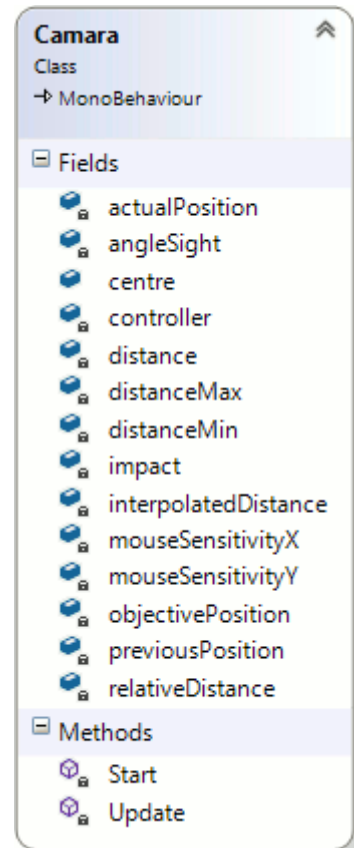 Camara
Class
MonoBehaviour
Fields
actualPosition
angleSight
centre
controller
distance
distanceMax
distanceMin
impact
interpolatedDistance
mouseSensitivityX
mouseSensitivityY
objectivePosition
previousPosition
relativeDistance
Methods
Start
Update